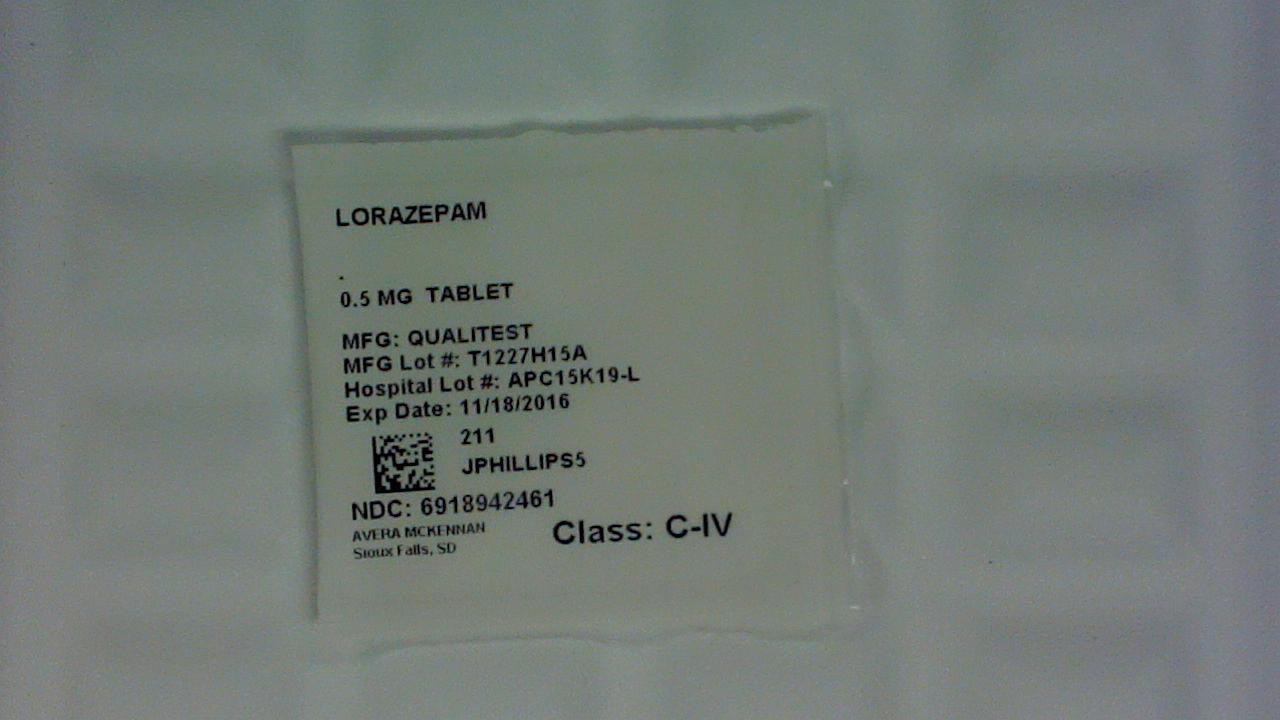 LORAZEPAM
.
0.5 MG TABLET
MFG: QUALITEST
MFG Lot #: T1227H15A
Hospital Lot #: APC15K19-L
Exp Date: 11/18/2016
211
JPHILLIPS5
NDC: 6918942461
AVERA MCKENNAN
Sioux Falls, SD
Class: C-IV